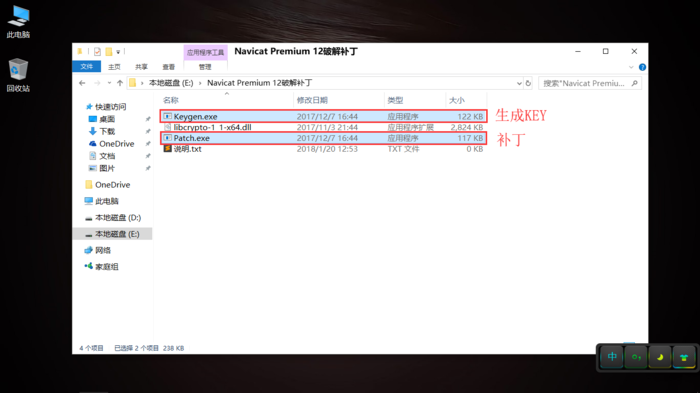 此电脑
回收站
应用程序工具
Navicat Premium 12破解补丁
文件
主页
共享
查看
管理
本地磁盘 (E:)
Navicat Premium 12破解补丁
搜索"Navicat Premiu...
名称
修改日期
类型
大小
Keygen.exe
2017/12/7 16:44
应用程序
122 KB
生成KEY
libcrypto-1_1-x64.dll
2017/11/3 21:44
应用程序扩展
2,824 KB
Patch.exe
2017/12/7 16:44
应用程序
117 KB
补丁
说明.txt
2018/1/20 12:53
TXT 文件
0 KB
快速访问
桌面
下载
OneDrive
文档
图片
OneDrive
此电脑
本地磁盘 (D:)
本地磁盘 (E:)
网络
家庭组
4 个项目
已选择 2 个项目 238 KB
中